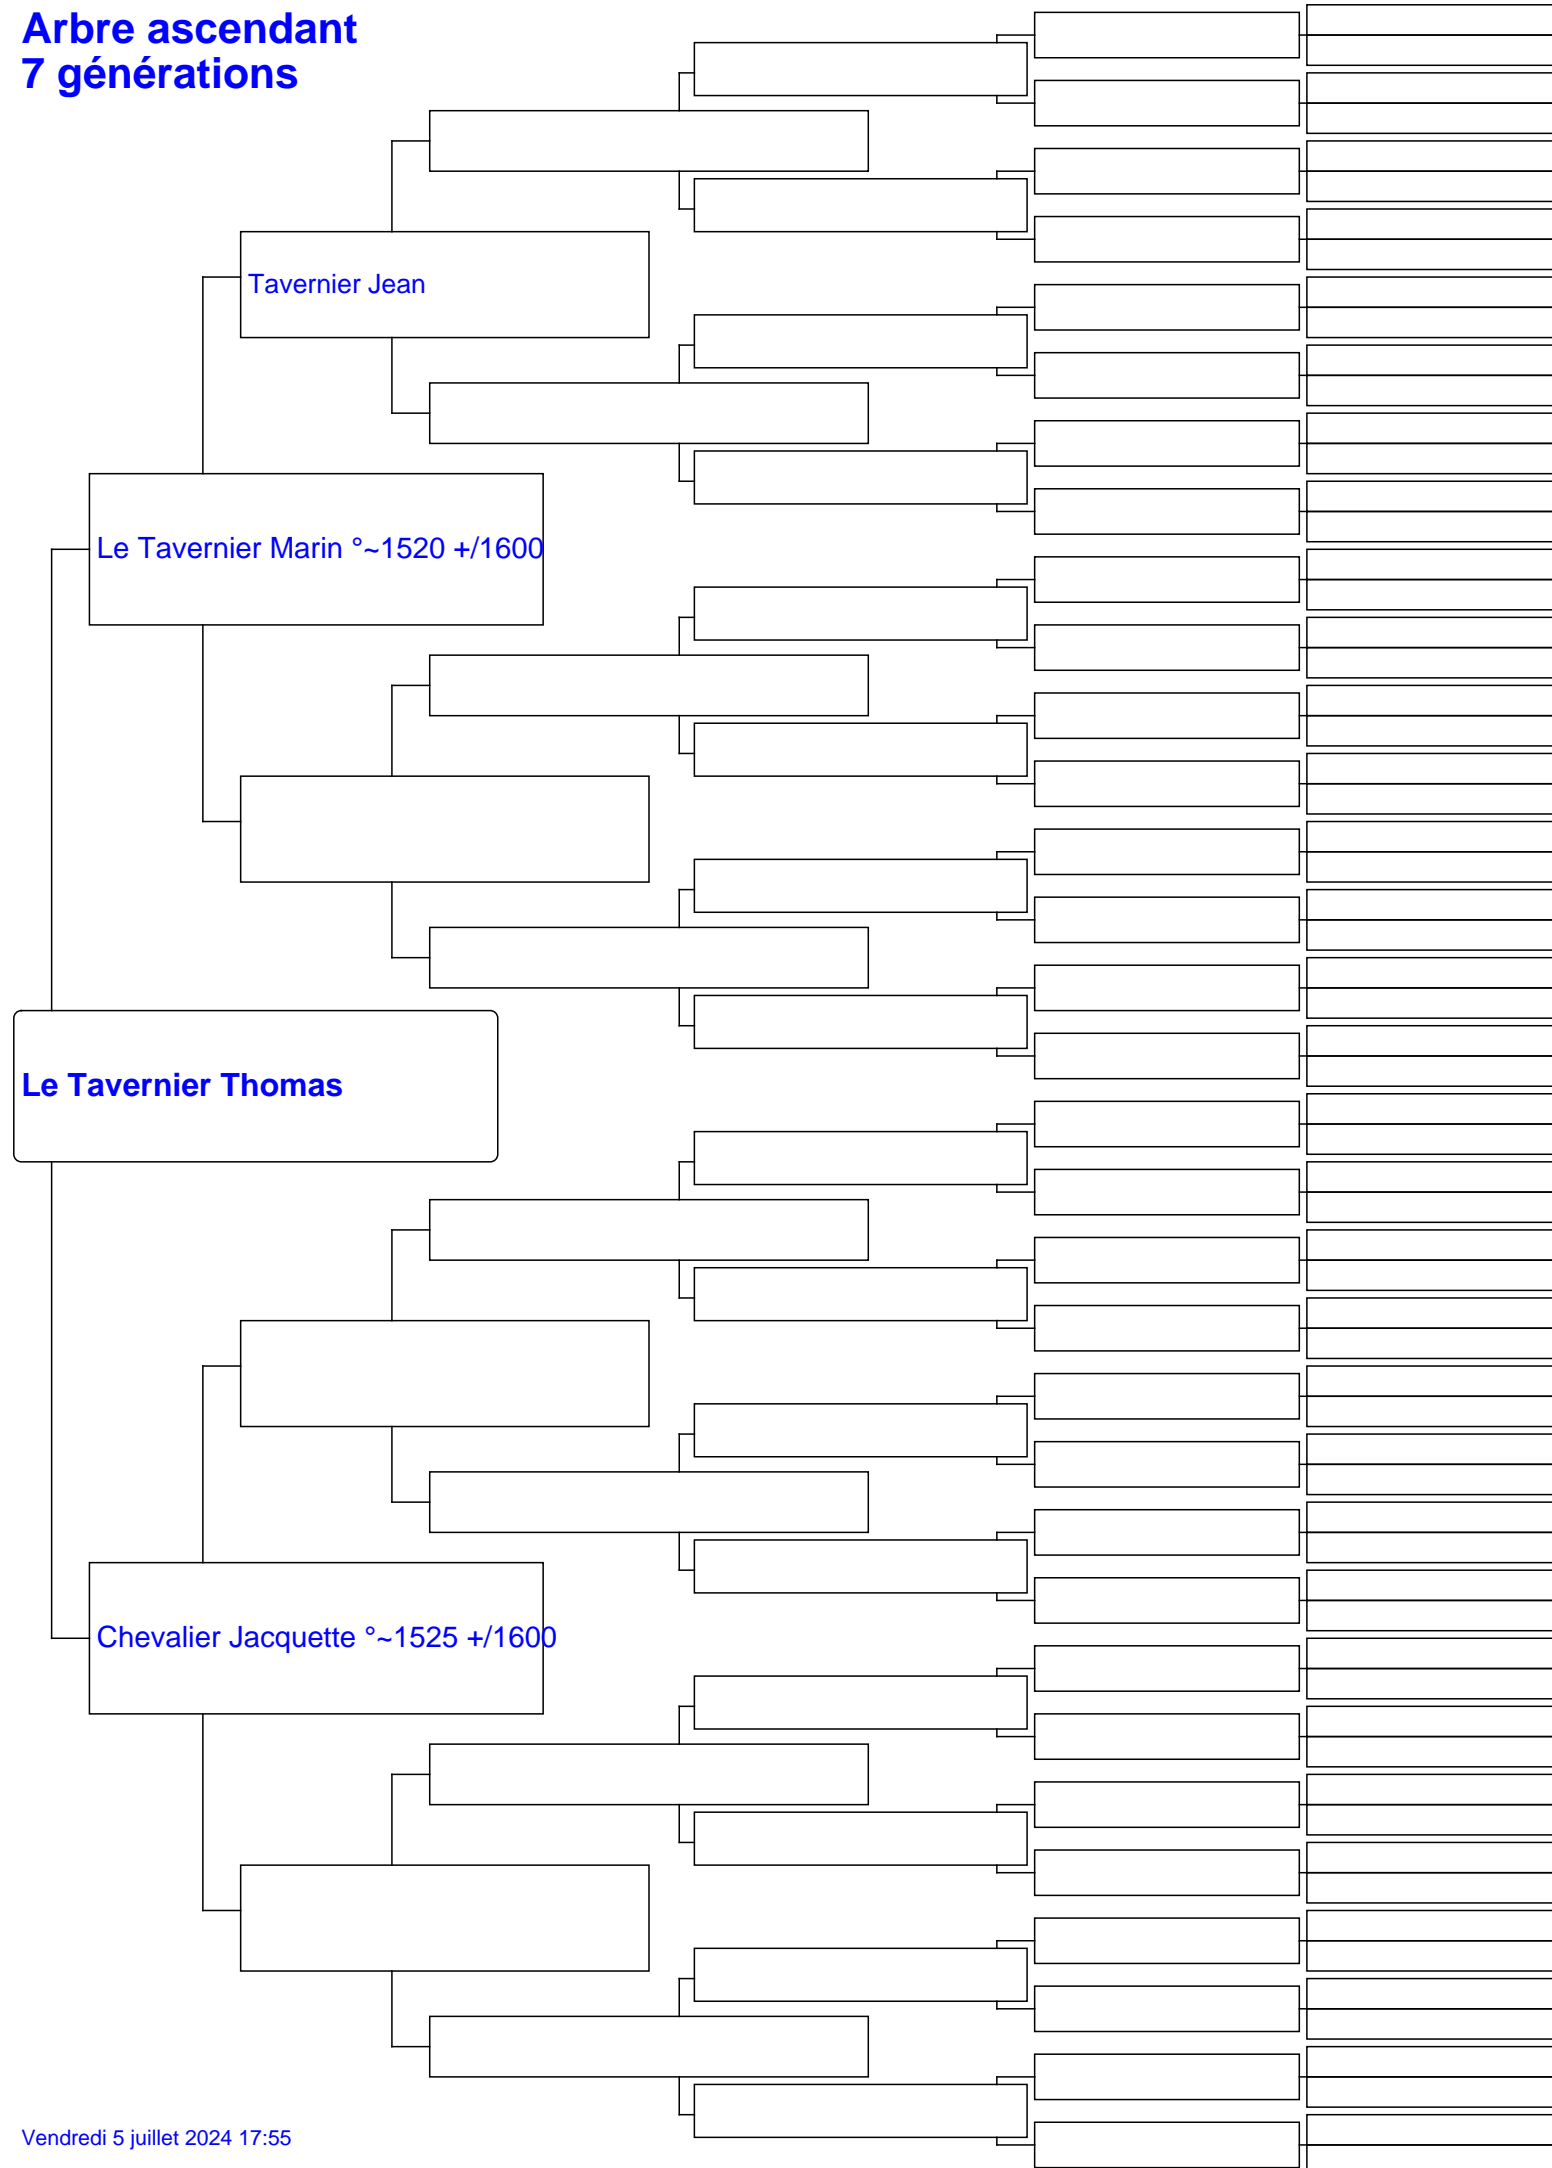 Arbre ascendant
7 générations
Tavernier Jean
Le Tavernier Marin °~1520 +/1600
Le Tavernier Thomas
Chevalier Jacquette °~1525 +/1600
Vendredi 5 juillet 2024 17:55